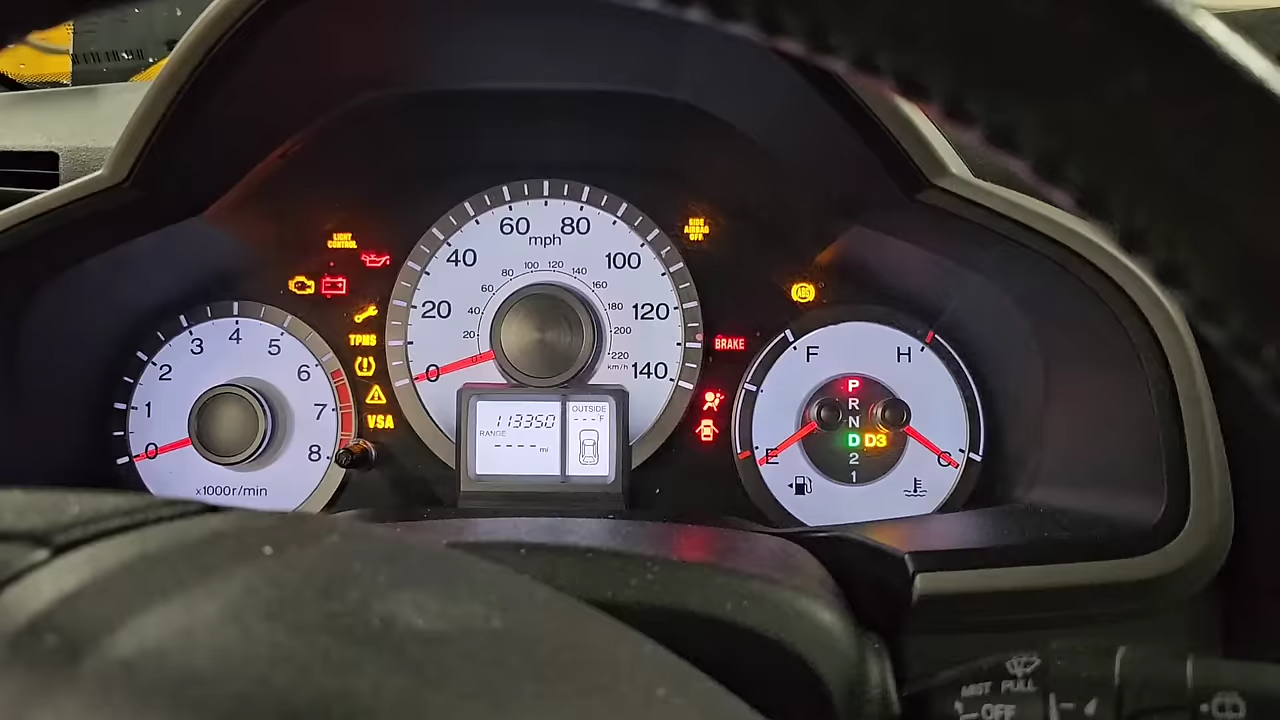 LIGHT
CONTROL
TPMS
VSA
0
1
2
3
4
5
6
7
8
x1000r/min
0
20
40
60
80
100
120
140
mph
0
20
40
60
80
100
120
140
160
180
200
220
km/h
113350
RANGE
---- mi
OUTSIDE
---F
SIDE
AIRBAG
OFF
ABS
BRAKE
F
E
H
C
P
R
N
D D3
2
1
MIST PULL
OFF